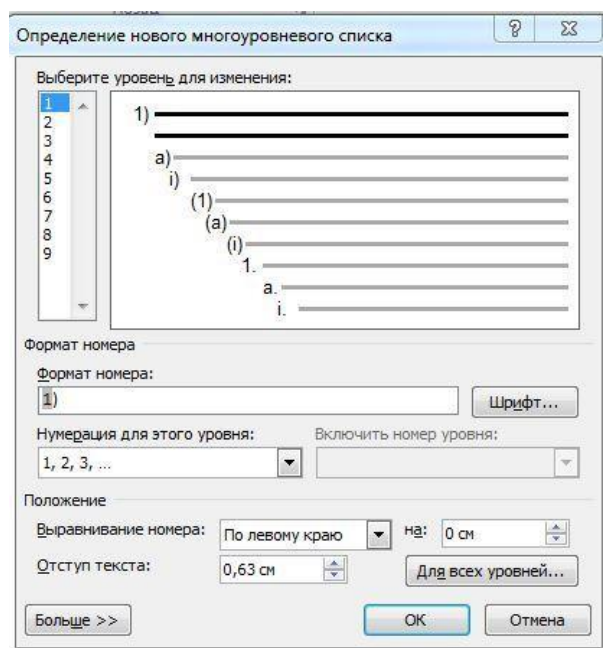 Определение нового многоуровневого списка
Выберите уровень для изменения:
1
2
3
4
5
6
7
8
9
1)
a)
i)
(1)
(a)
(i)
1.
a.
i.
Формат номера
Формат номера:
1)
Шрифт...
Нумерация для этого уровня: Включить номер уровня:
1, 2, 3, ...
Положение
Выравнивание номера: По левому краю на: 0 см
Отступ текста: 0,63 см Для всех уровней...
Больше >> ОК Отмена